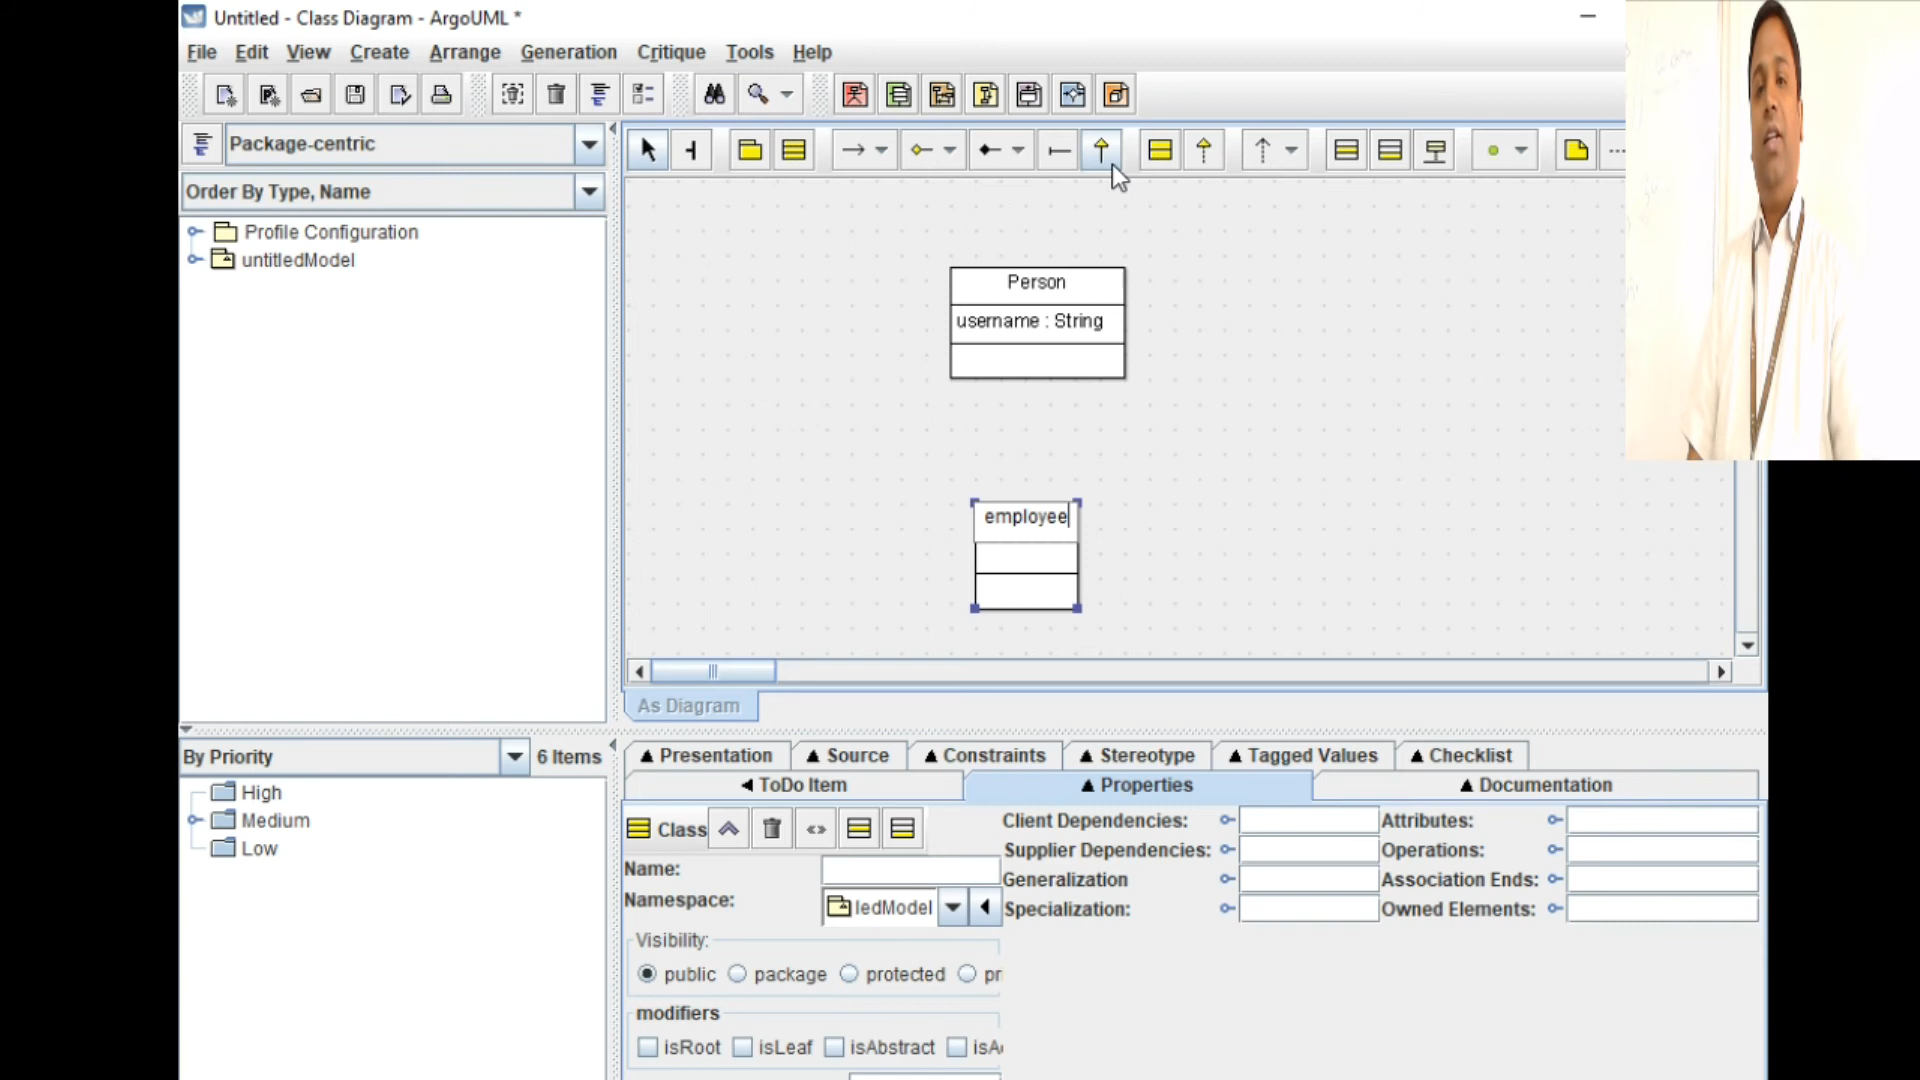 Untitled - Class Diagram - ArgoUML *
File Edit View Create Arrange Generation Critique Tools Help
Package-centric
Order By Type, Name
Profile Configuration
untitledModel
Person
username : String
employee
As Diagram
By Priority 6 Items
High
Medium
Low
Presentation Source Constraints Stereotype Tagged Values Checklist
ToDo Item Properties Documentation
Class
Name:
Namespace: ledModel
Visibility:
public package protected pri
modifiers
isRoot isLeaf isAbstract isA
Client Dependencies:
Supplier Dependencies:
Generalization
Specialization:
Attributes:
Operations:
Association Ends:
Owned Elements: